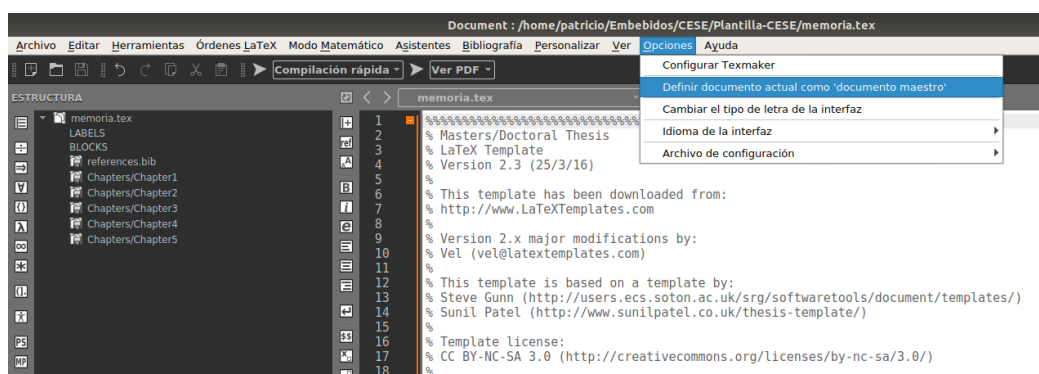 Document : /home/patricio/Embebidos/CESE/Plantilla-CESE/memoria.tex
Archivo Editar Herramientas Órdenes LaTeX Modo Matemático Asistentes Bibliografía Personalizar Ver Opciones Ayuda
Compilación rápida Ver PDF
Configurar Texmaker
Definir documento actual como 'documento maestro'
Cambiar el tipo de letra de la interfaz
Idioma de la interfaz
Archivo de configuración
ESTRUCTURA
memoria.tex
LABELS
BLOCKS
references.bib
Chapters/Chapter1
Chapters/Chapter2
Chapters/Chapter3
Chapters/Chapter4
Chapters/Chapter5
memoria.tex
1 %%%%%%%%%%%%%%%%%%%%%%%%%%%%%
2 % Masters/Doctoral Thesis
3 % LaTeX Template
4 % Version 2.3 (25/3/16)
5 %
6 % This template has been downloaded from:
7 % http://www.LaTeXTemplates.com
8 %
9 % Version 2.x major modifications by:
10 % Vel (vel@latextemplates.com)
11 %
12 % This template is based on a template by:
13 % Steve Gunn (http://users.ecs.soton.ac.uk/srg/softwaretools/document/templates/)
14 % Sunil Patel (http://www.sunilpatel.co.uk/thesis-template/)
15 %
16 % Template license:
17 % CC BY-NC-SA 3.0 (http://creativecommons.org/licenses/by-nc-sa/3.0/)
18 %
ref
B
i
e
$$
PS
MP